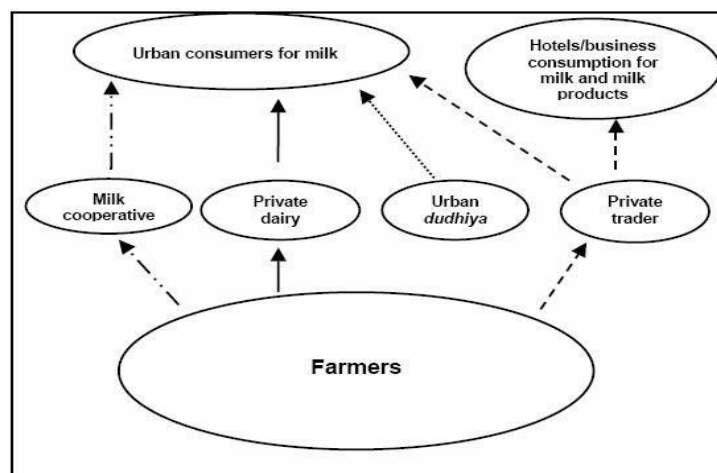 Urban consumers for milk
Hotels/business
consumption for
milk and milk
products
Milk
cooperative
Private
dairy
Urban
dudhiya
Private
trader
Farmers